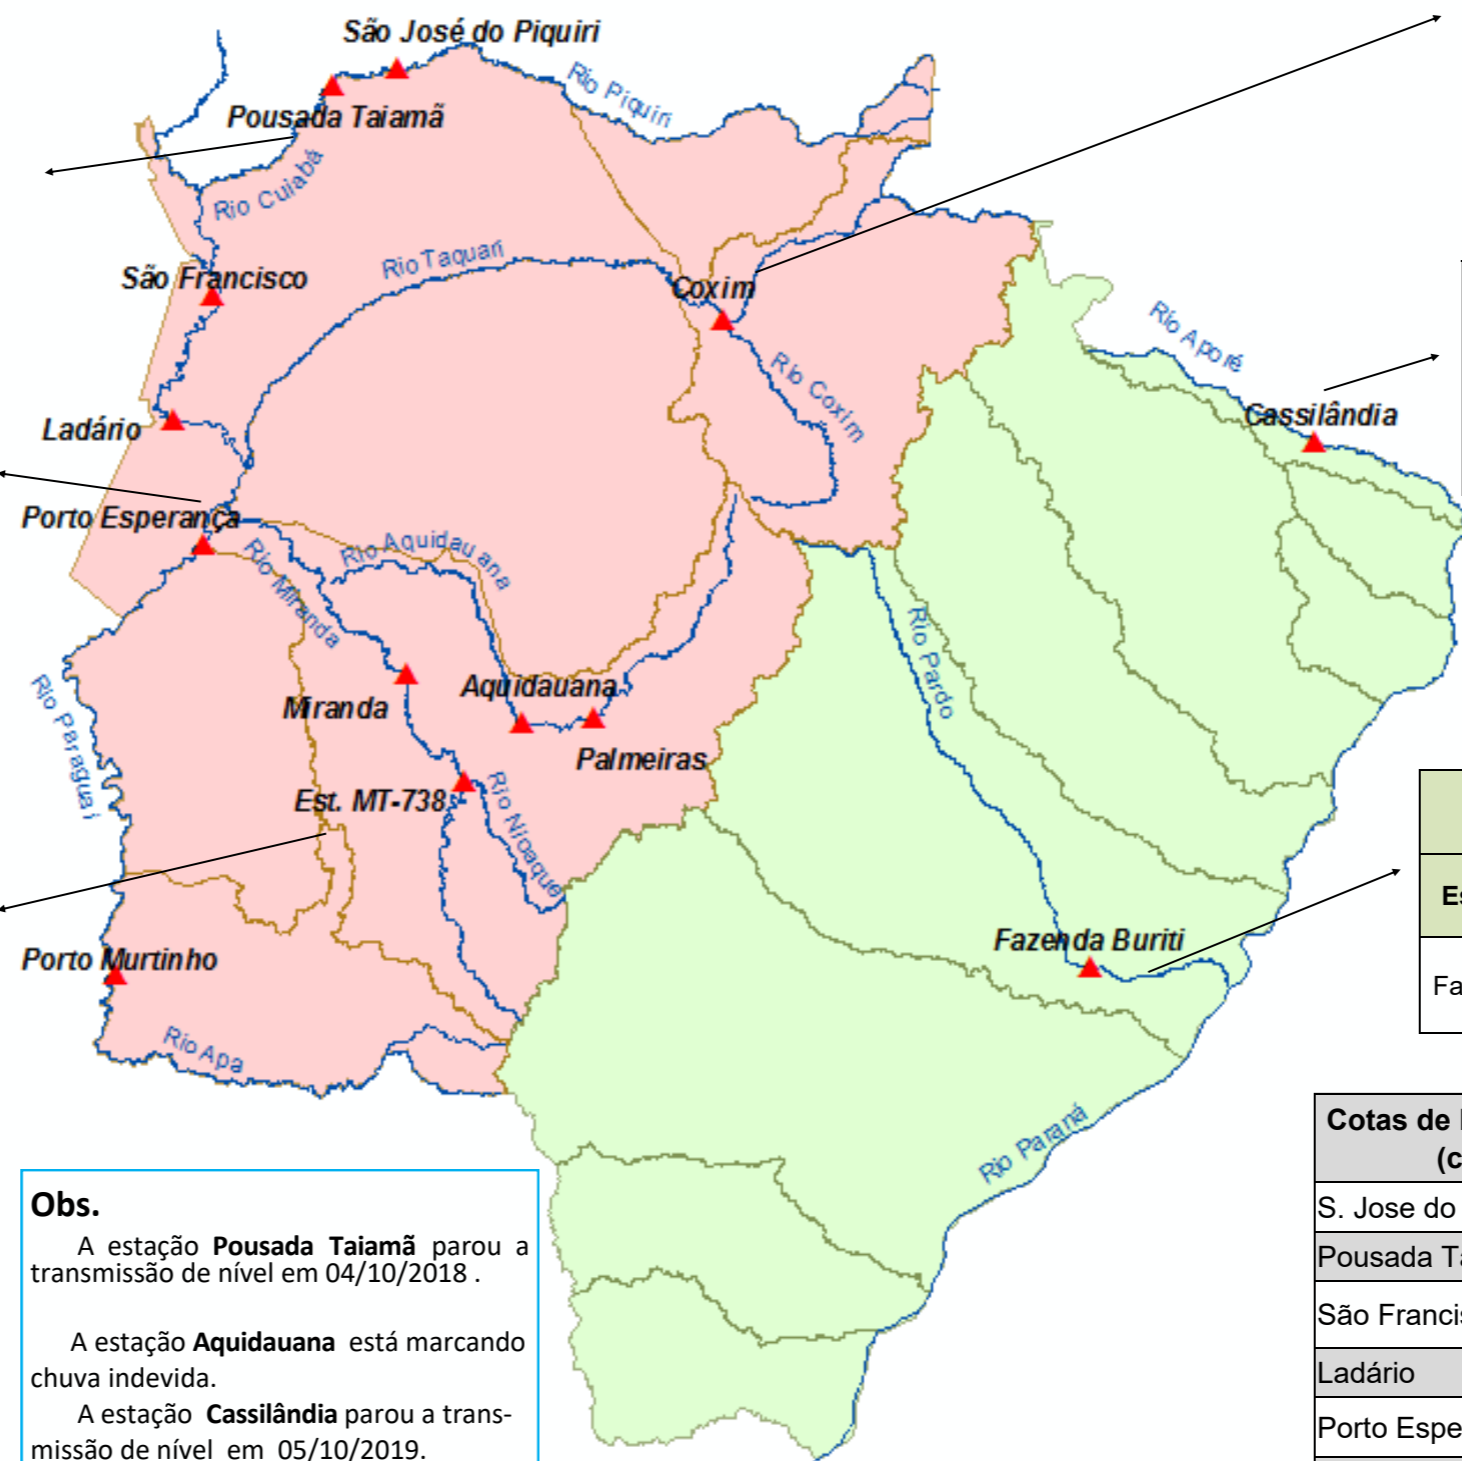 São José do Piquiri
Rio Piquiri
Pousada Taiamã
Rio Cuiabá
São Francisco
Rio Taquari
Coxim
Rio Aporé
Rio Coxim
Cassilândia
Ladário
Porto Esperança
Rio Aquidauana
Rio Miranda
Rio Pardo
Aquidauana
Miranda
Rio Paraguai
Palmeiras
Est. MT-738
Rio Nioaque
Es
Fazenda Buriti
Porto Murtinho
Fa
Rio Apa
Rio Paraná
Cotas de
(c
S. Jose do
Pousada Ta
São Francis
Ladário
Porto Espe
Obs.
A estação Pousada Taiamã parou a
transmissão de nível em 04/10/2018 .
A estação Aquidauana está marcando
chuva indevida.
A estação Cassilândia parou a trans-
missão de nível em 05/10/2019.